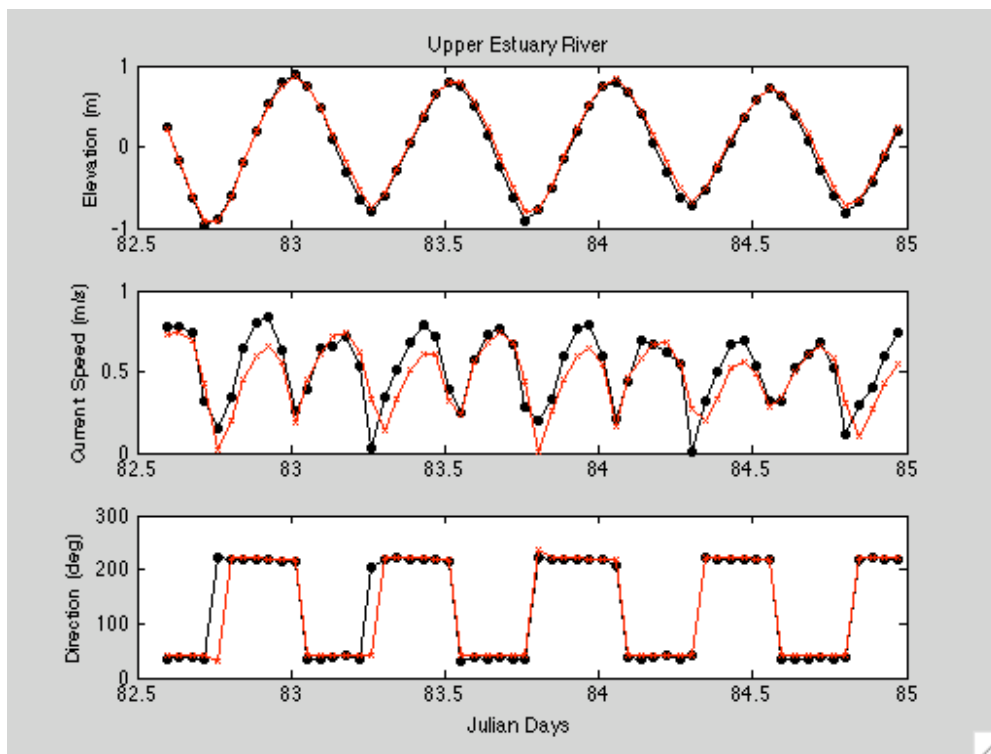 Upper Estuary River
Elevation (m)
1
0
-1
82.5 83 83.5 84 84.5 85
Current Speed (m/s)
1
0.5
0
82.5 83 83.5 84 84.5 85
Direction (deg)
300
200
100
0
82.5 83 83.5 84 84.5 85
Julian Days